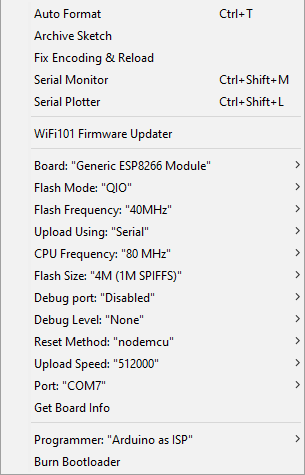 Auto Format Ctrl+T
Archive Sketch
Fix Encoding & Reload
Serial Monitor Ctrl+Shift+M
Serial Plotter Ctrl+Shift+L
WiFi101 Firmware Updater
Board: "Generic ESP8266 Module"
Flash Mode: "QIO"
Flash Frequency: "40MHz"
Upload Using: "Serial"
CPU Frequency: "80 MHz"
Flash Size: "4M (1M SPIFFS)"
Debug port: "Disabled"
Debug Level: "None"
Reset Method: "nodemcu"
Upload Speed: "512000"
Port: "COM7"
Get Board Info
Programmer: "Arduino as ISP"
Burn Bootloader